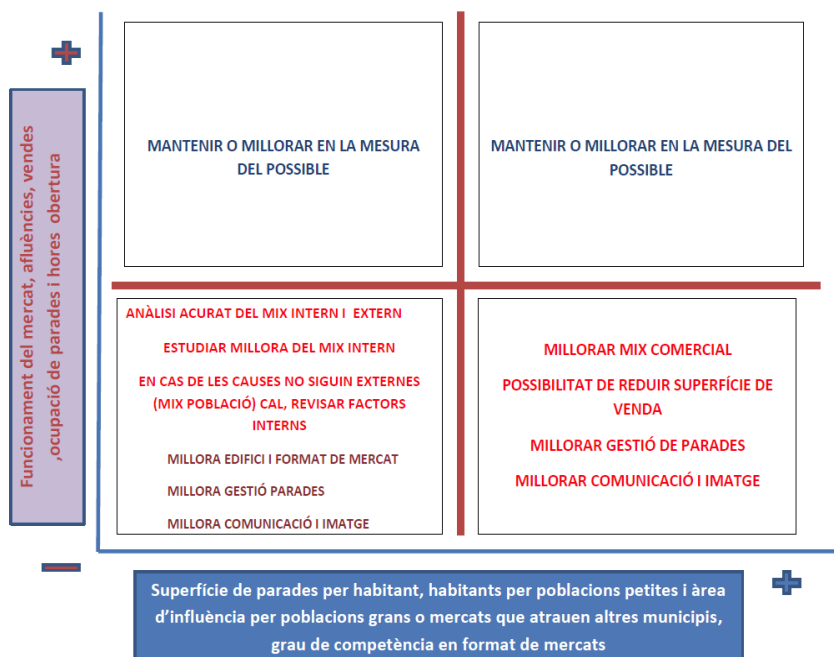 Funcionament del mercat, afluències, vendes
,ocupació de parades i hores obertura
MANTENIR O MILLORAR EN LA MESURA
DEL POSSIBLE
MANTENIR O MILLORAR EN LA MESURA DEL
POSSIBLE
ANÀLISI ACURAT DEL MIX INTERN I EXTERN
ESTUDIAR MILLORA DEL MIX INTERN
EN CAS DE LES CAUSES NO SIGUIN EXTERNES
(MIX POBLACIÓ) CAL, REVISAR FACTORS
INTERNS
MILLORA EDIFICI I FORMAT DE MERCAT
MILLORA GESTIÓ PARADES
MILLORA COMUNICACIÓ I IMATGE
MILLORAR MIX COMERCIAL
POSSIBILITAT DE REDUIR SUPERFÍCIE DE
VENDA
MILLORAR GESTIÓ DE PARADES
MILLORAR COMUNICACIÓ I IMATGE
Superfície de parades per habitant, habitants per poblacions petites i àrea
d’influència per poblacions grans o mercats que atrauen altres municipis,
grau de competència en format de mercats